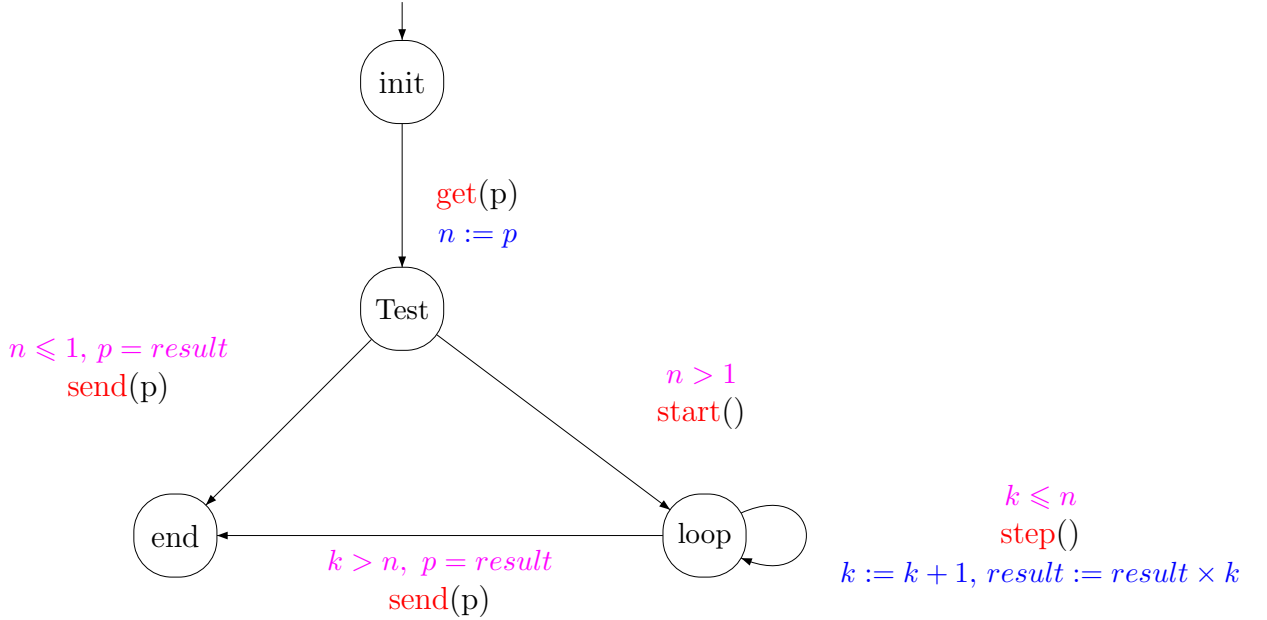 init
get(p)
n := p
Test
n ⩽ 1, p = result
send(p)
n > 1
start()
end
loop
k > n, p = result
send(p)
k ⩽ n
step()
k := k + 1, result := result × k